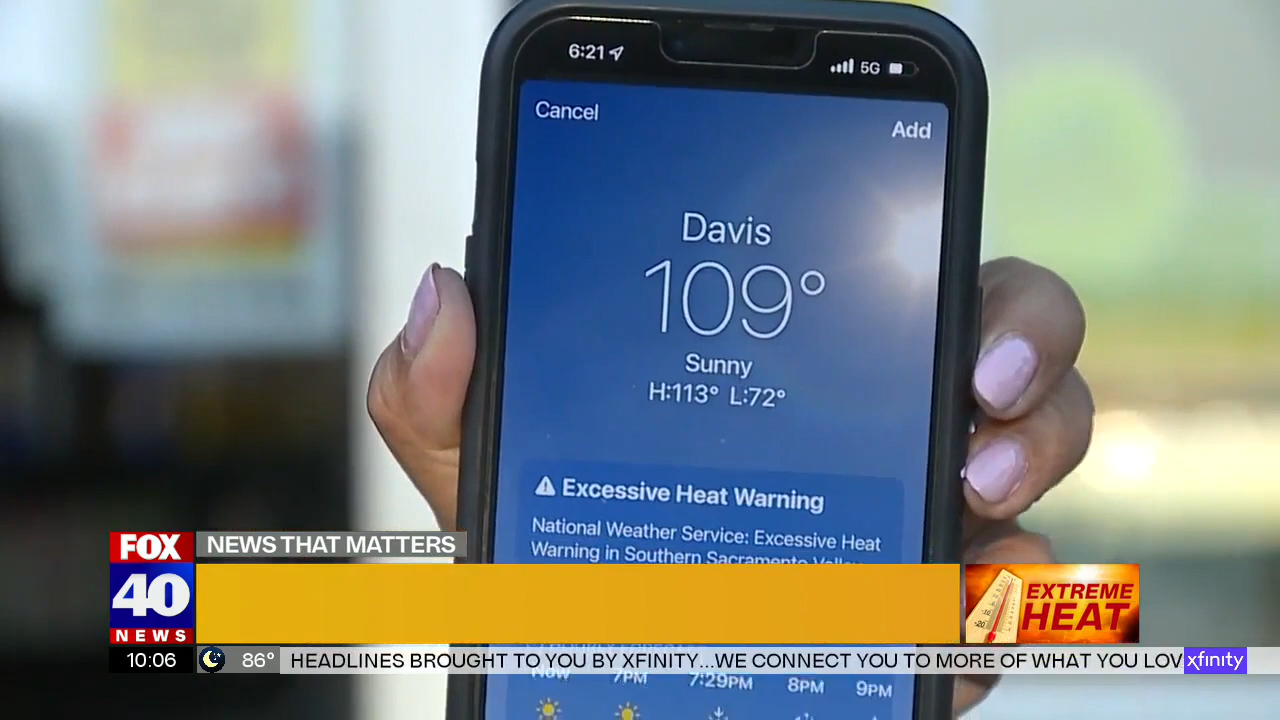 6:21
5G
Cancel
Add
Davis
109°
Sunny
H:113° L:72°
Excessive Heat Warning
National Weather Service: Excessive Heat
Warning in Southern Sacramento Valley
FOX
40
NEWS
NEWS THAT MATTERS
EXTREME
HEAT
10:06
86°
HEADLINES BROUGHT TO YOU BY XFINITY...WE CONNECT YOU TO MORE OF WHAT YOU LOV
xfinity
Now 7PM 7:29PM 8PM 9PM